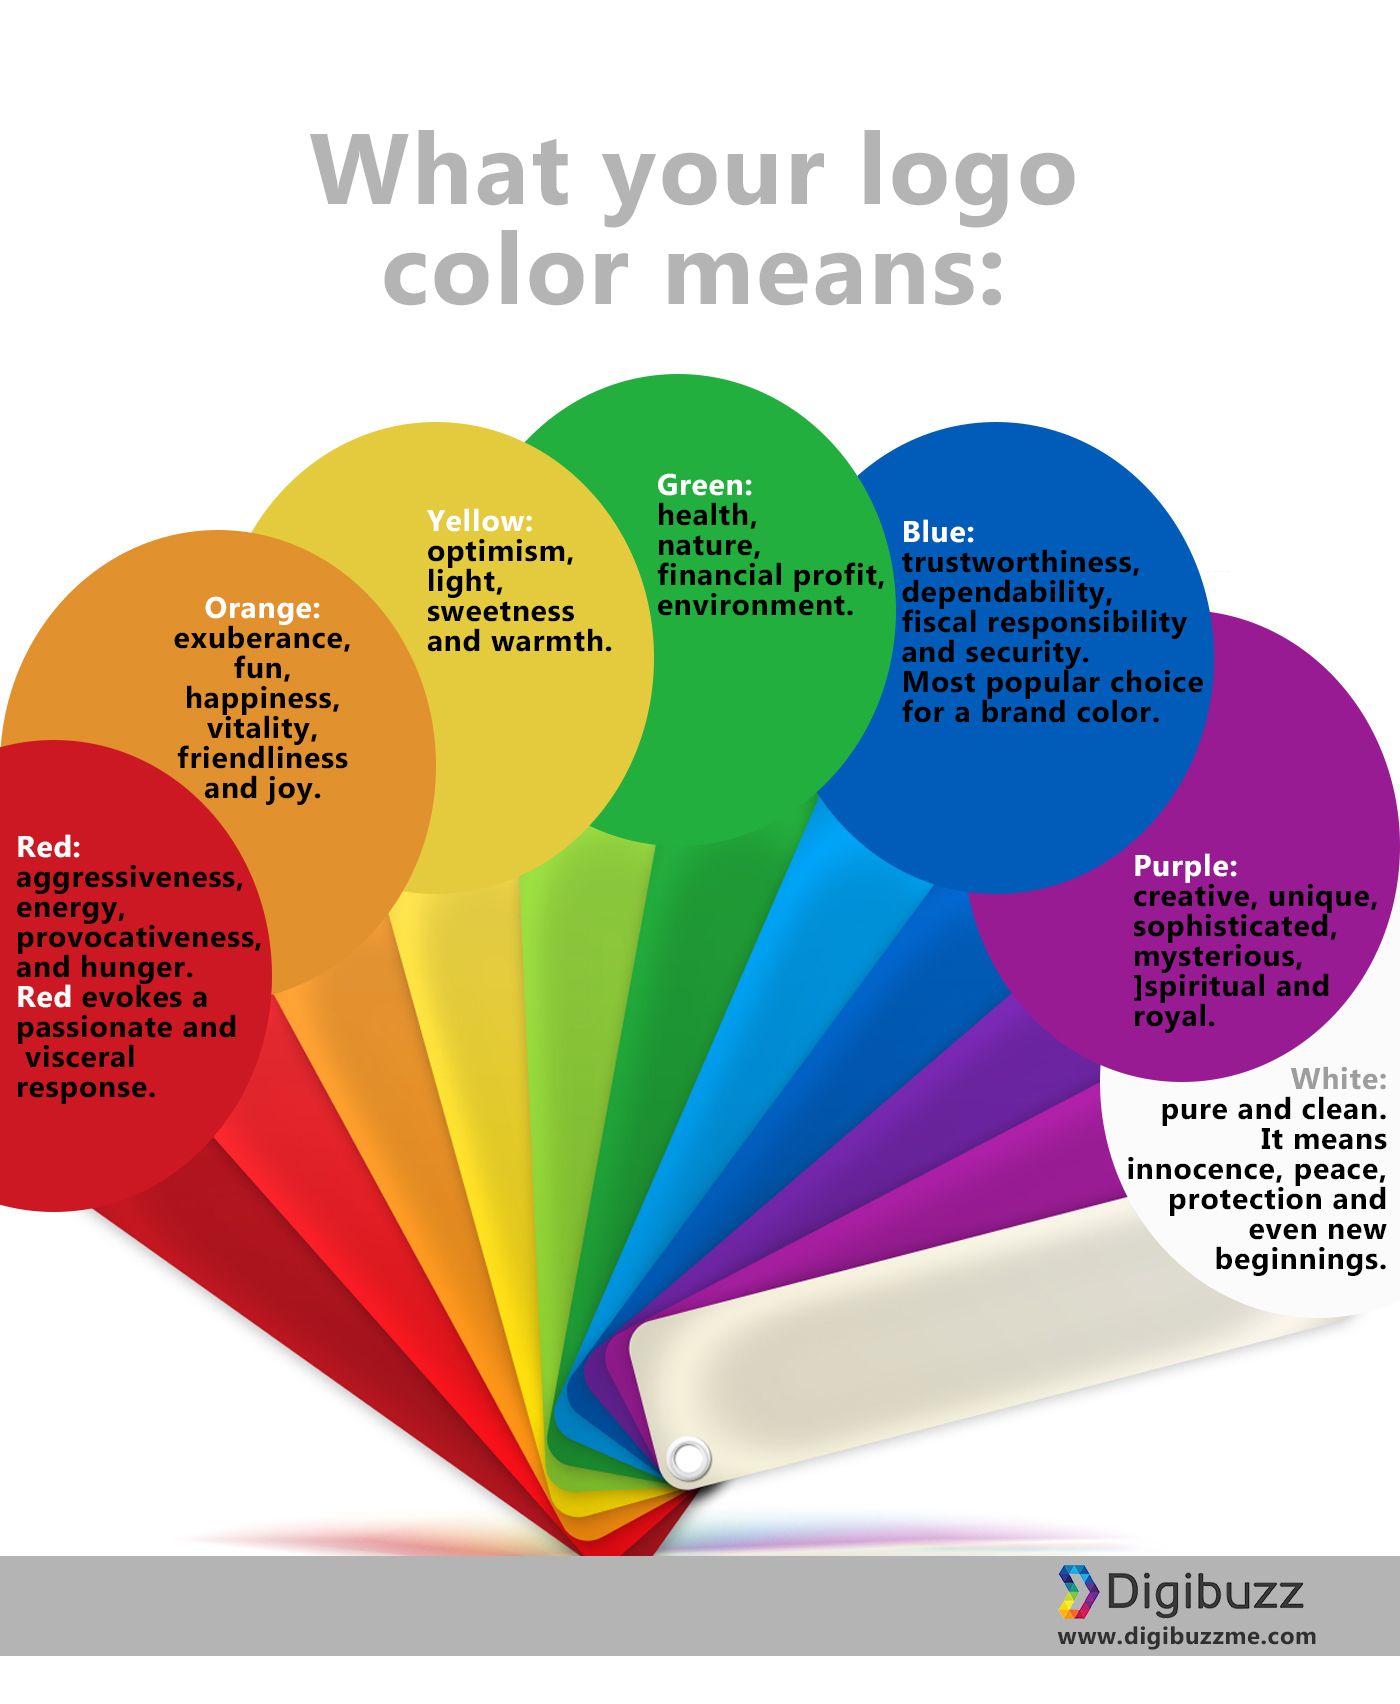 What your logo
color means:
Red:
aggressiveness,
energy,
provocativeness,
and hunger.
Red evokes a
passionate and
visceral
response.
Orange:
exuberance,
fun,
happiness,
vitality,
friendliness
and joy.
Yellow:
optimism,
light,
sweetness
and warmth.
Green:
health,
nature,
financial profit,
environment.
Blue:
trustworthiness,
dependability,
fiscal responsibility
and security.
Most popular choice
for a brand color.
Purple:
creative, unique,
sophisticated,
mysterious,
]spiritual and
royal.
White:
pure and clean.
It means
innocence, peace,
protection and
even new
beginnings.
Digibuzz
www.digibuzzme.com